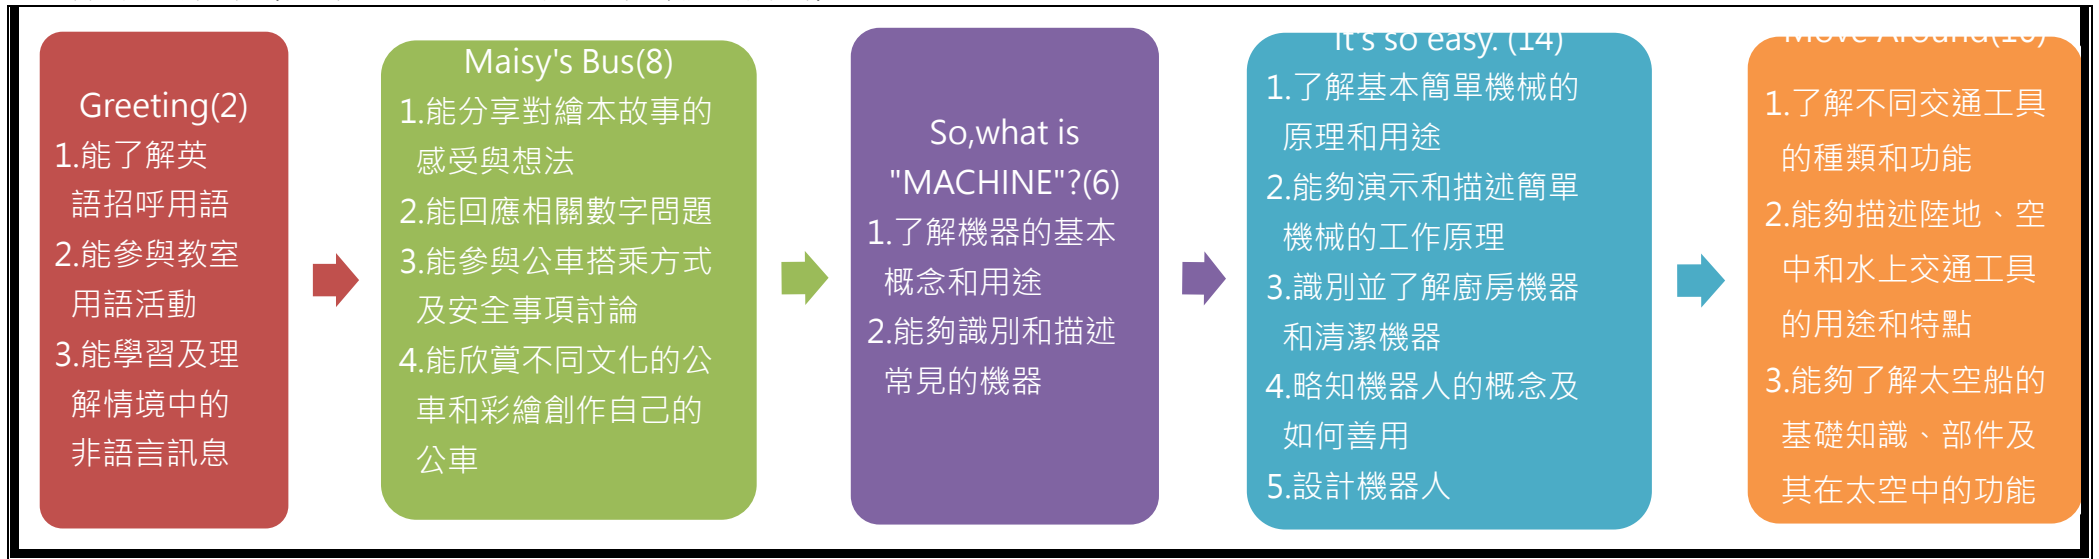 Greeting(2)
1.能了解英
語招呼用語
2.能參與教室
用語活動
3.能學習及理
解情境中的
非語言訊息
Maisy's Bus(8)
1.能分享對繪本故事的
感受與想法
2.能回應相關數字問題
3.能參與公車搭乘方式
及安全事項討論
4.能欣賞不同文化的公
車和彩繪創作自己的
公車
So,what is
"MACHINE"?(6)
1.了解機器的基本
概念和用途
2.能夠識別和描述
常見的機器
It's so easy. (14)
1.了解基本簡單機械的
原理和用途
2.能夠演示和描述簡單
機械的工作原理
3.識別並了解廚房機器
和清潔機器
4.略知機器人的概念及
如何善用
5.設計機器人
Move Around(10)
1.了解不同交通工具
的種類和功能
2.能夠描述陸地、空
中和水上交通工具
的用途和特點
3.能夠了解太空船的
基礎知識、部件及
其在太空中的功能